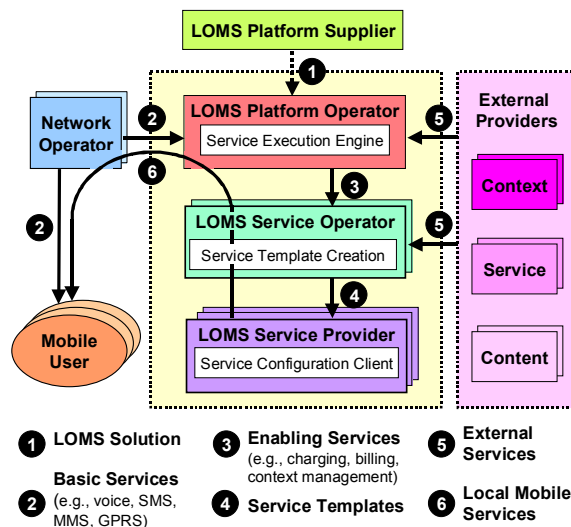 LOMS Platform Supplier
1
LOMS Platform Operator
Service Execution Engine
Network
Operator
2
5
External
Providers
6
3
Context
LOMS Service Operator
Service Template Creation
2
5
Service
4
LOMS Service Provider
Service Configuration Client
Mobile
User
Content
1 LOMS Solution
2 Basic Services
(e.g., voice, SMS,
MMS, GPRS)
3 Enabling Services
(e.g., charging, billing,
context management)
4 Service Templates
5 External
Services
6 Local Mobile
Services